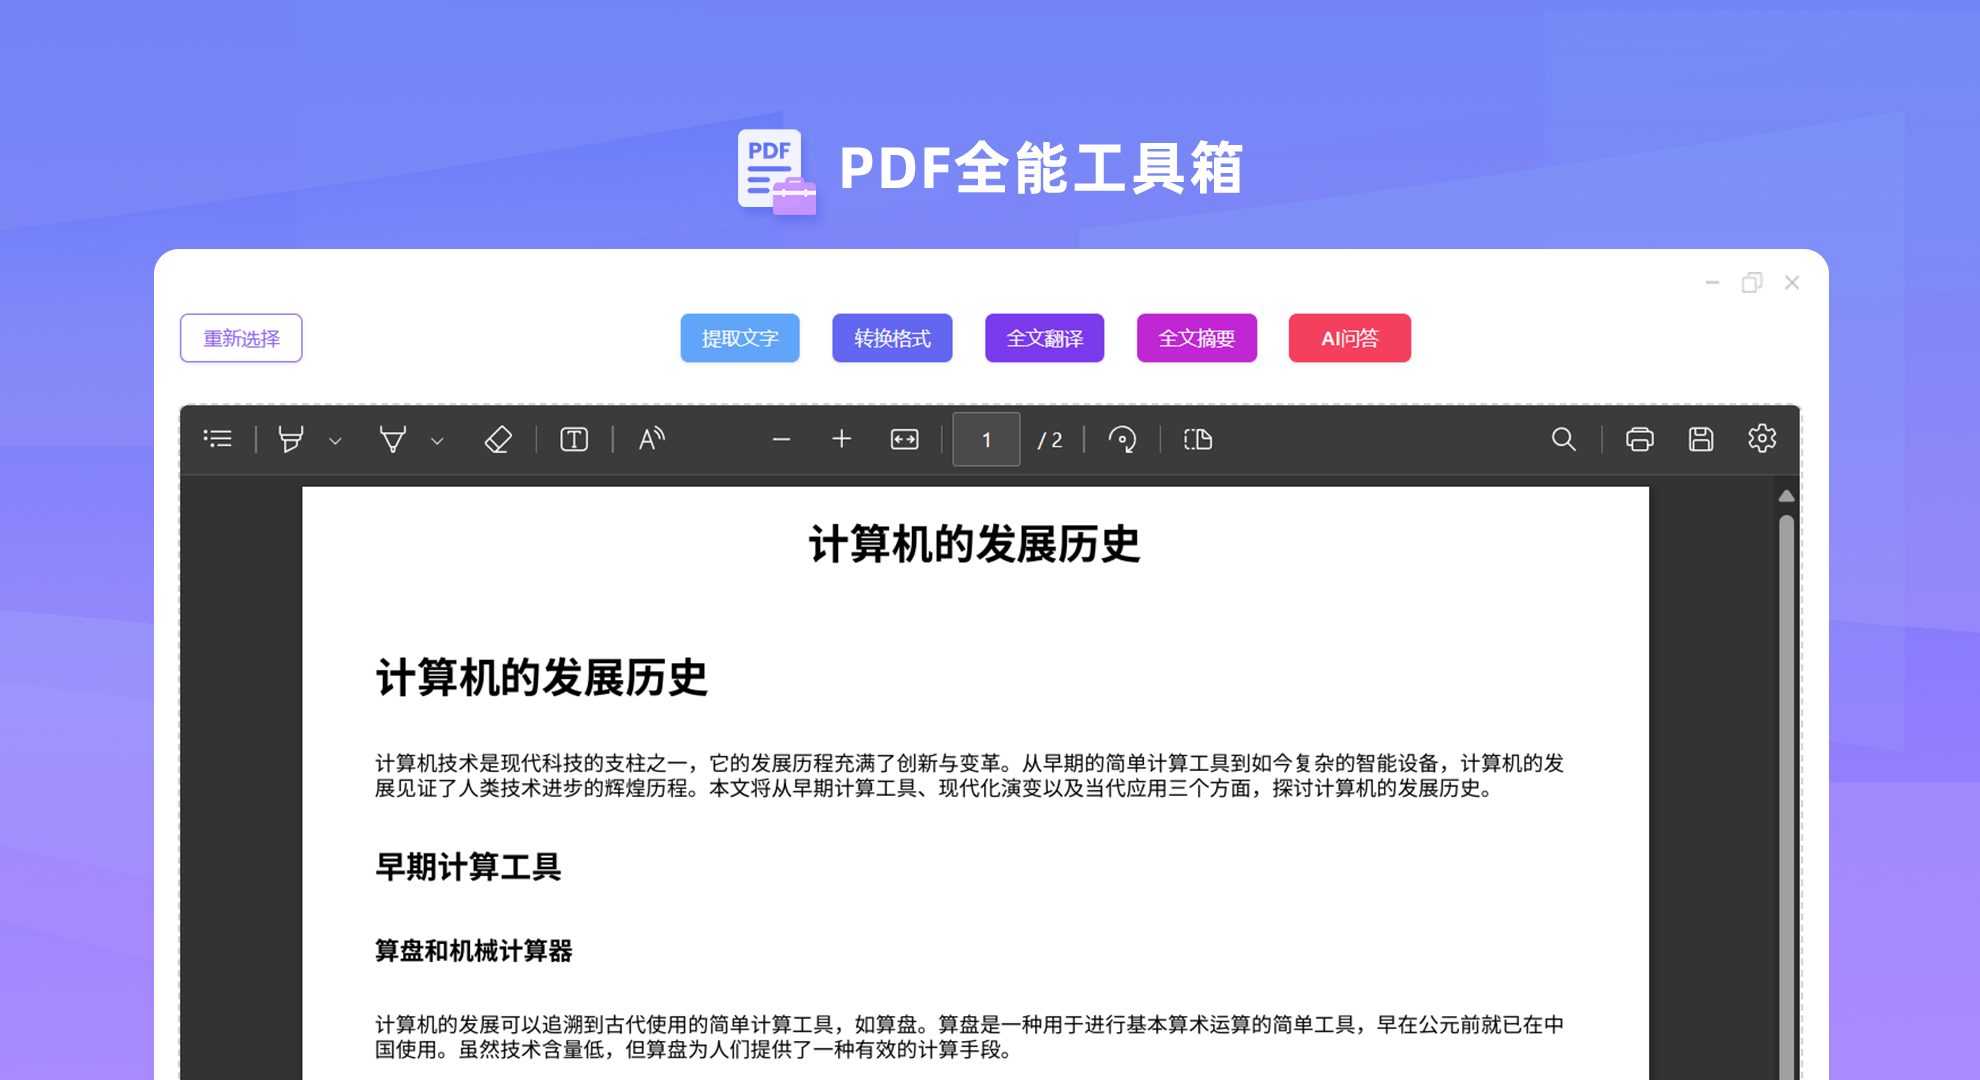 PDF
PDF全能工具箱
重新选择
提取文字
转换格式
全文翻译
全文摘要
AI问答
1
/ 2
计算机的发展历史
计算机的发展历史
计算机技术是现代科技的支柱之一，它的发展历程充满了创新与变革。从早期的简单计算工具到如今复杂的智能设备，计算机的发
展见证了人类技术进步的辉煌历程。本文将从早期计算工具、现代化演变以及当代应用三个方面，探讨计算机的发展历史。
早期计算工具
算盘和机械计算器
计算机的发展可以追溯到古代使用的简单计算工具，如算盘。算盘是一种用于进行基本算术运算的简单工具，早在公元前就已在中
国使用。虽然技术含量低，但算盘为人们提供了一种有效的计算手段。